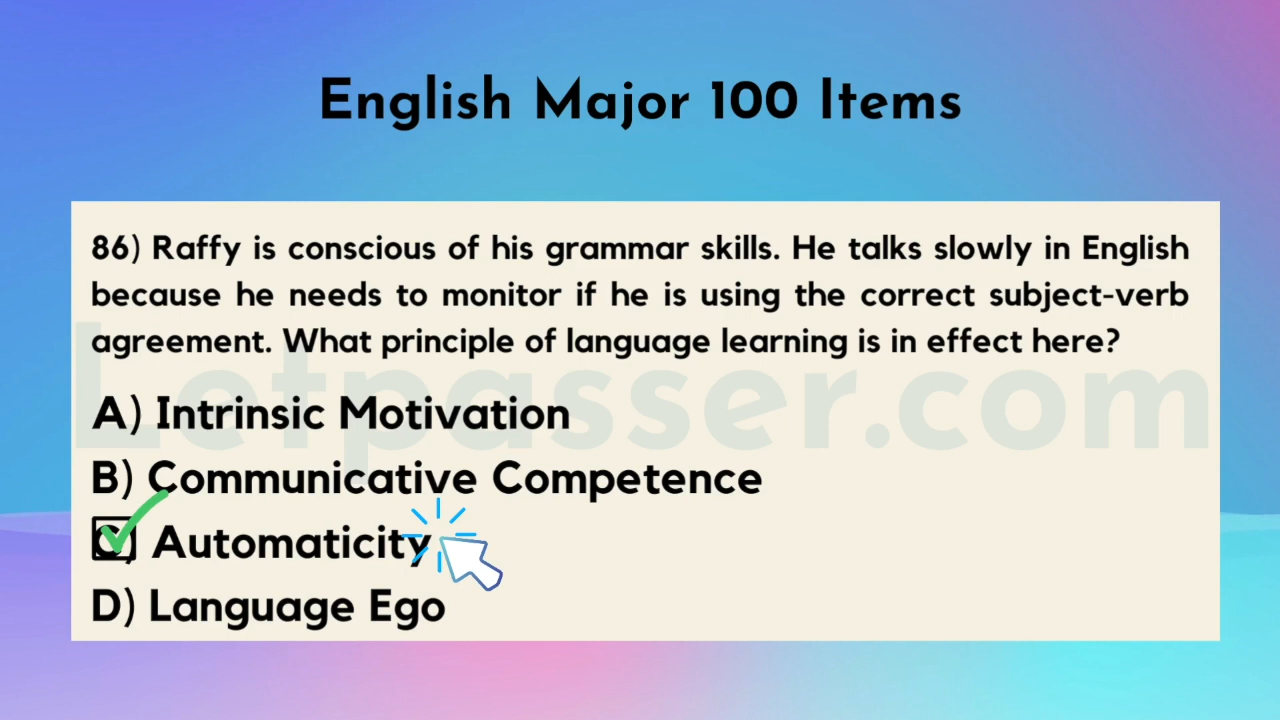 English Major 100 Items
86) Raffy is conscious of his grammar skills. He talks slowly in English
because he needs to monitor if he is using the correct subject-verb
agreement. What principle of language learning is in effect here?
Letpasser.com
A) Intrinsic Motivation
B) Communicative Competence
C) Automaticity
D) Language Ego